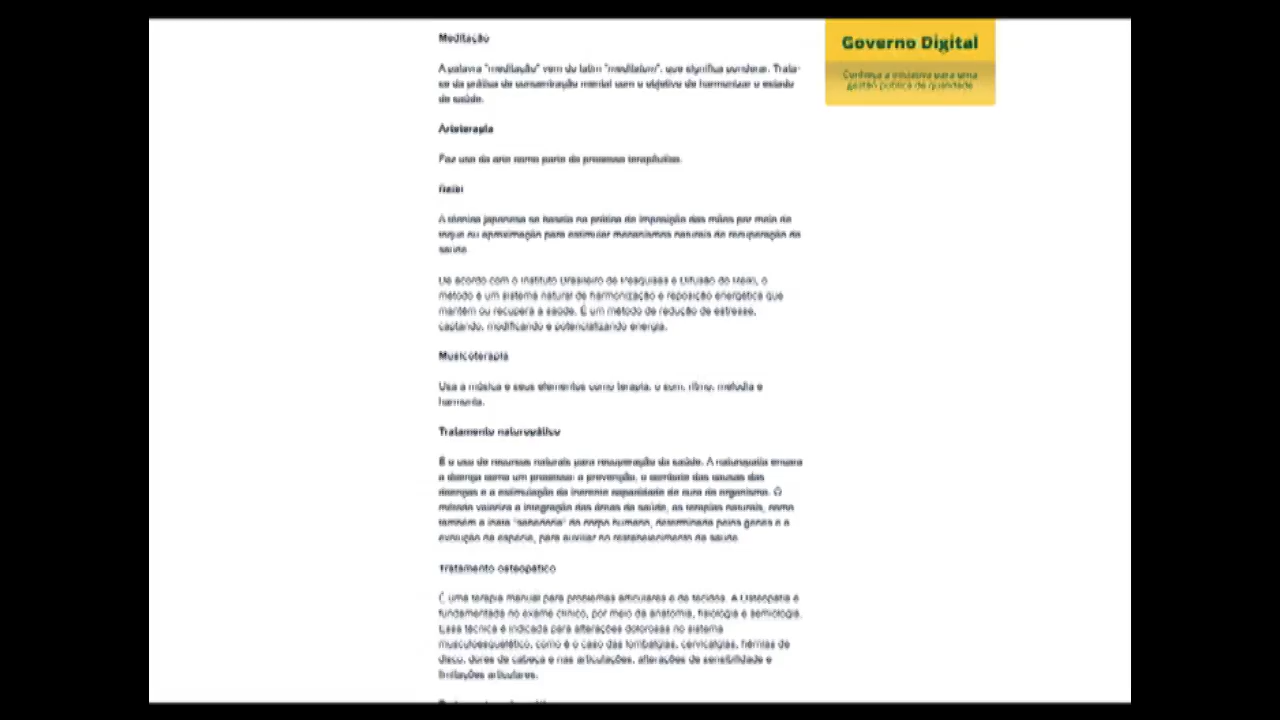 Meditação
A palavra "meditação" vem do latim "meditatum", que significa ponderar. Trata-
se da prática de concentração mental com o objetivo de harmonizar o estado
de saúde.
Arteterapia
Faz uso da arte como parte do processo terapêutico.
Reiki
A técnica japonesa se baseia na prática de imposição das mãos por meio de
toque ou aproximação para estimular mecanismos naturais de recuperação da
saúde.
De acordo com o Instituto Brasileiro de Pesquisas e Difusão do Reiki, o
método é um sistema natural de harmonização e reposição energética que
mantém ou recupera a saúde. É um método de redução de estresse,
captando, modificando e potencializando energia.
Musicoterapia
Usa a música e seus elementos como terapia: o som, ritmo, melodia e
harmonia.
Tratamento naturopático
É o uso de recursos naturais para recuperação da saúde. A naturopatia encara
a doença como um processo: a prevenção, o combate das causas das
doenças e a estimulação da inerente capacidade de cura do organismo. O
método valoriza a integração das áreas da saúde, as terapias naturais, como
também a inata "sabedoria" do corpo humano, determinada pelos genes e a
evolução da espécie, para auxiliar no restabelecimento da saúde.
Tratamento osteopático
É uma terapia manual para problemas articulares e de tecidos. A Osteopatia é
fundamentada no exame clínico, por meio da anatomia, fisiologia e semiologia.
Essa técnica é indicada para alterações dolorosas no sistema
musculoesquelético, como é o caso das lombalgias, cervicalgias, hérnias de
disco, dores de cabeça e nas articulações, alterações de sensibilidade e
limitações articulares.
Governo Digital
Conheça a iniciativa para uma
gestão pública de qualidade